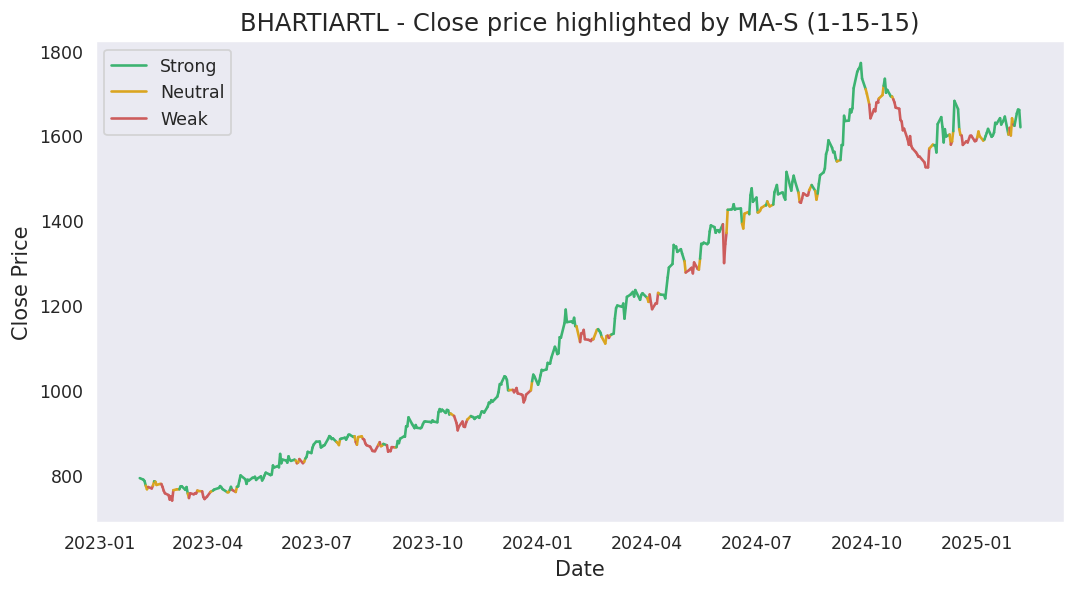 BHARTIARTL - Close price highlighted by MA-S (1-15-15)
Strong
Neutral
Weak
1800
1600
1400
1200
1000
800
Close Price
2023-01 2023-04 2023-07 2023-10 2024-01 2024-04 2024-07 2024-10 2025-01
Date